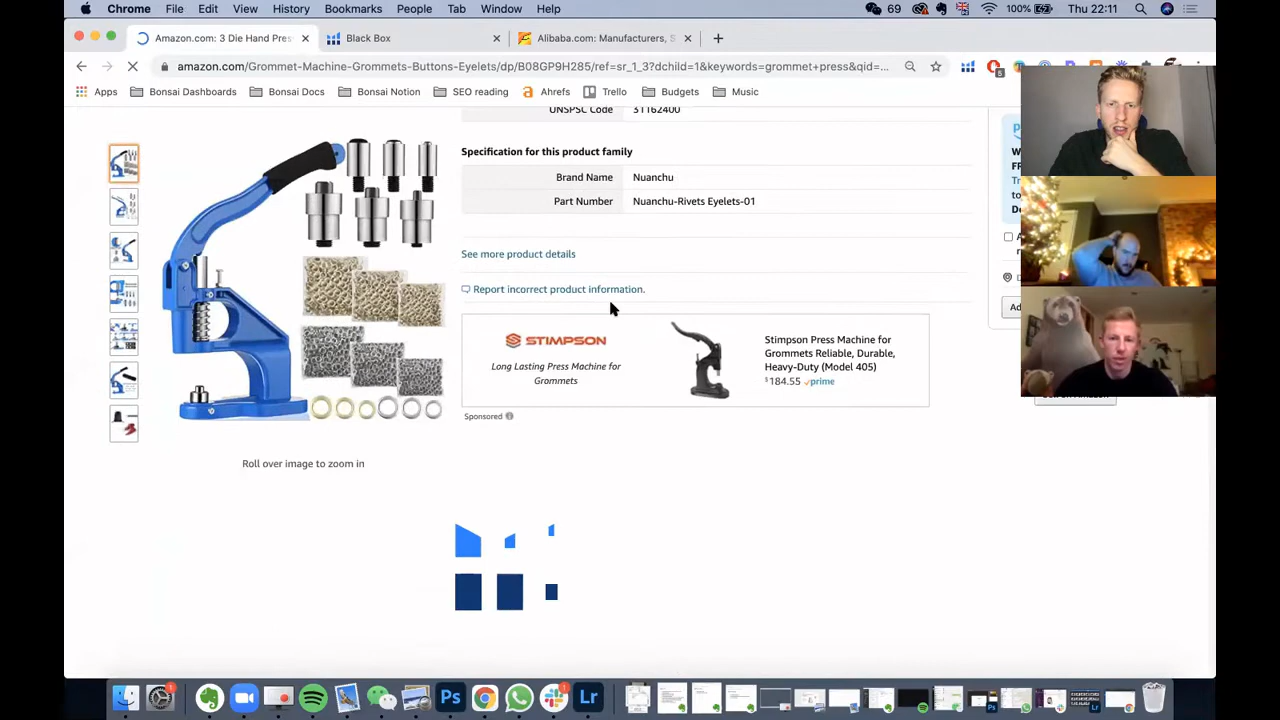 Chrome File Edit View History Bookmarks People Tab Window Help 69 100% Thu 22:11
Amazon.com: 3 Die Hand Pres Black Box Alibaba.com: Manufacturers, S
amazon.com/Grommet-Machine-Grommets-Buttons-Eyelets/dp/B08GP9H285/ref=sr_1_3?dchild=1&keywords=grommet+press&qid=... 5
Apps Bonsai Dashboards Bonsai Docs Bonsai Notion SEO reading Ahrefs Trello Budgets Music
UNSPSC Code 31162400
Specification for this product family
Brand Name Nuanchu
Part Number Nuanchu-Rivets Eyelets-01
See more product details
Report incorrect product information.
STIMPSON
Long Lasting Press Machine for
Grommets
Stimpson Press Machine for
Grommets Reliable, Durable,
Heavy-Duty (Model 405)
$184.55 prime
Sponsored
Roll over image to zoom in
Ps Lr